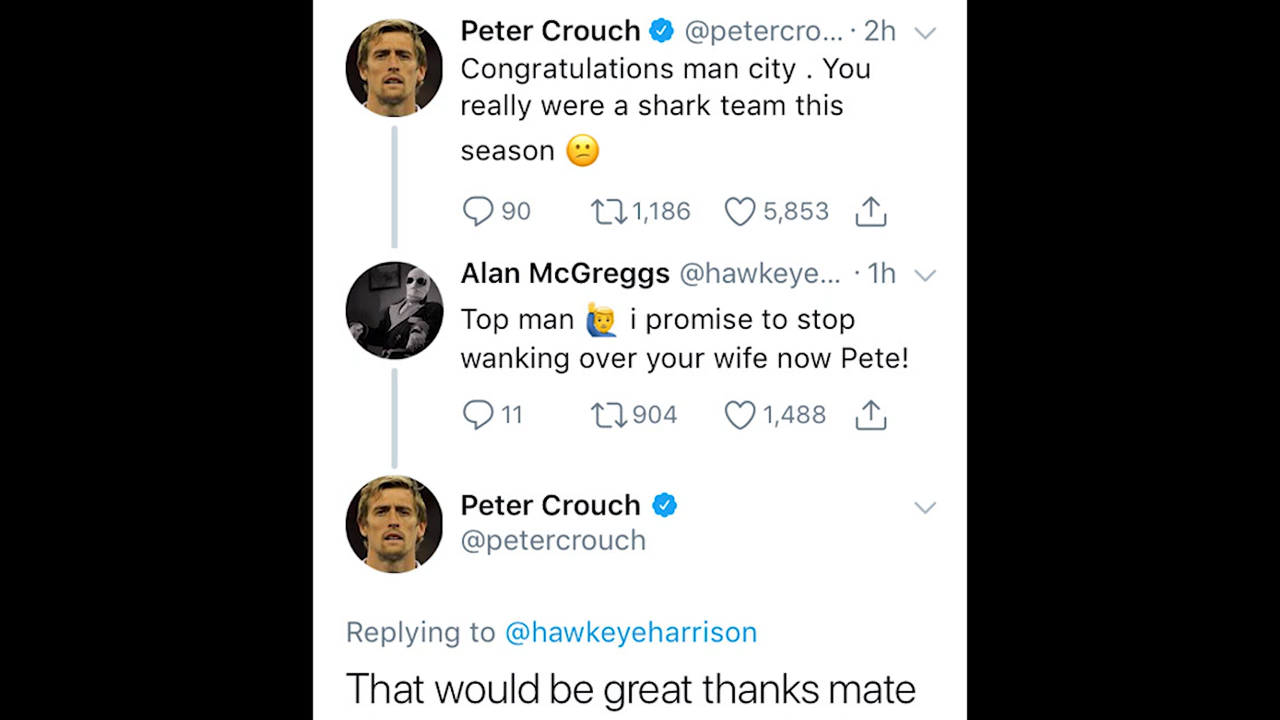 Peter Crouch @petercro... · 2h
Congratulations man city . You
really were a shark team this
season 😕
90 1,186 5,853
Alan McGreggs @hawkeye... · 1h
Top man 🙋‍♂️ i promise to stop
wanking over your wife now Pete!
11 904 1,488
Peter Crouch
@petercrouch
Replying to @hawkeyeharrison
That would be great thanks mate